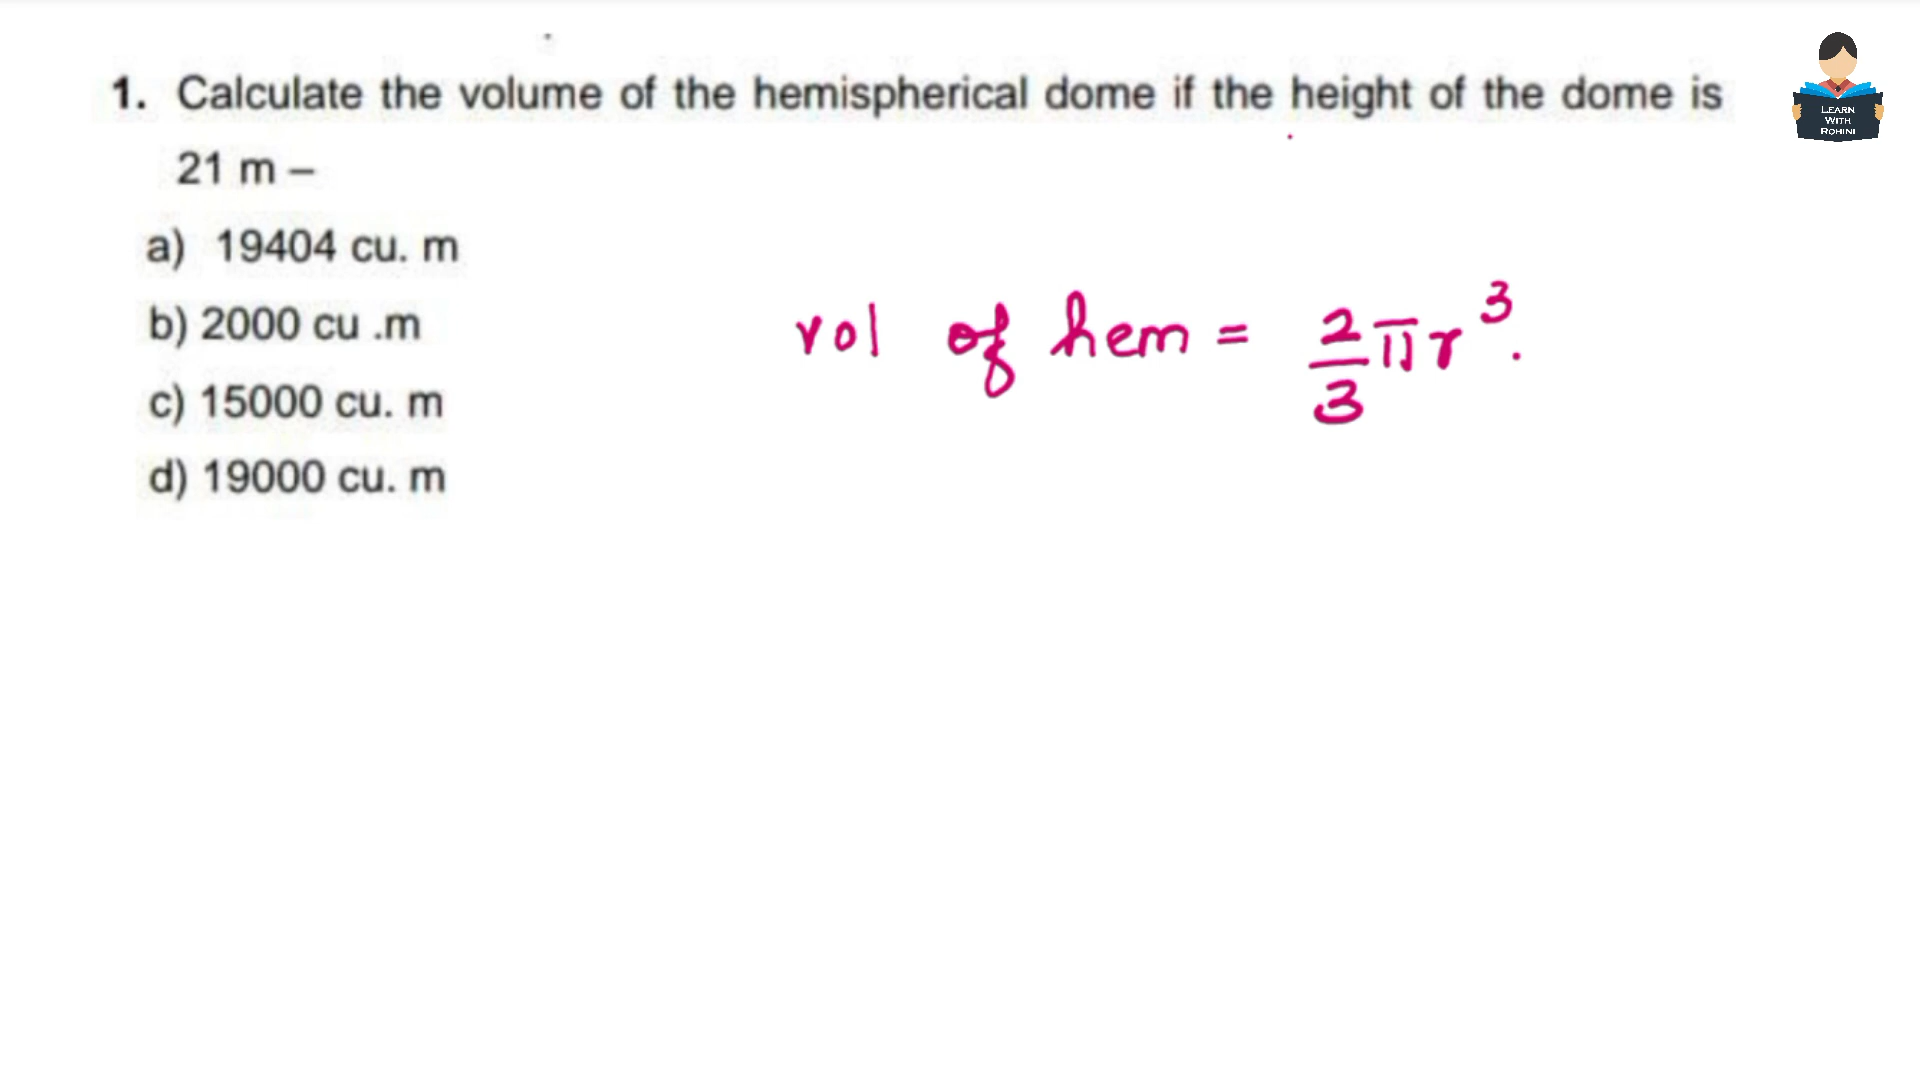 1. Calculate the volume of the hemispherical dome if the height of the dome is
21 m –
a) 19404 cu. m
b) 2000 cu .m
c) 15000 cu. m
d) 19000 cu. m
vol of hem = 2/3 πr³.
LEARN
WITH
ROHINI